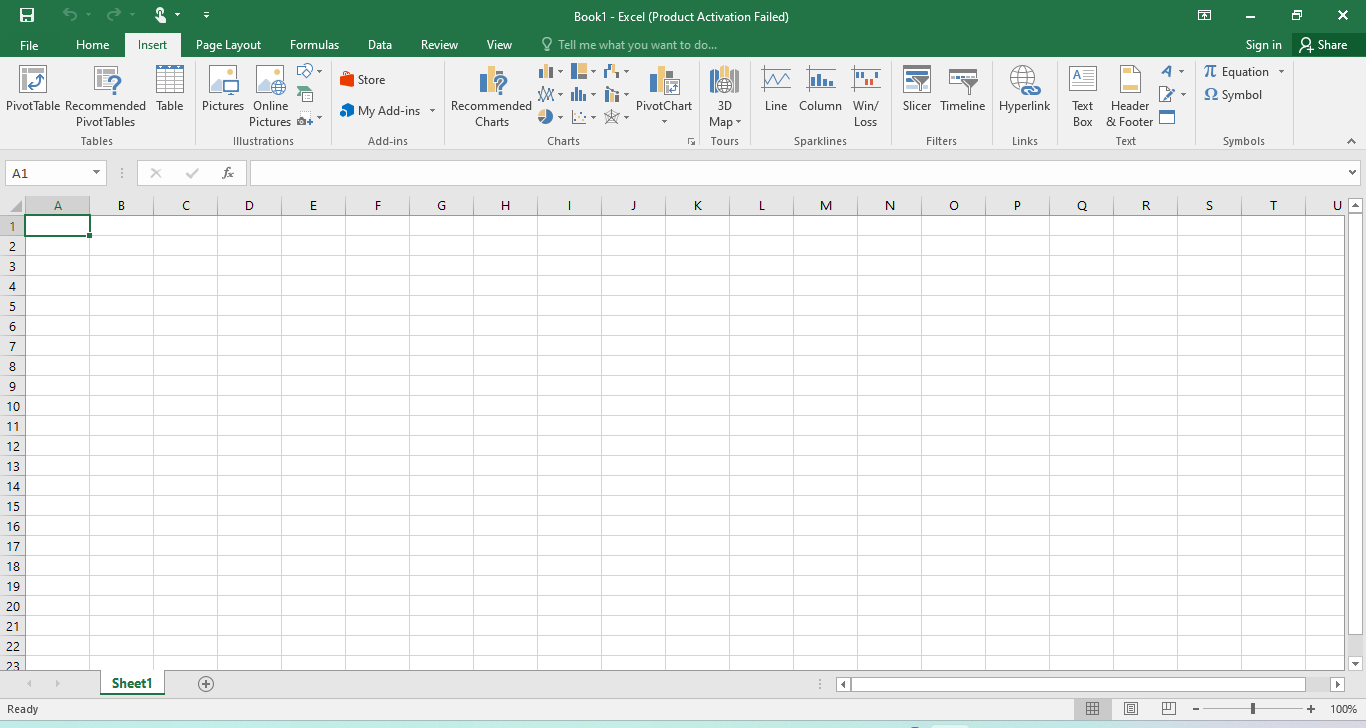 Book1 - Excel (Product Activation Failed)
File Home Insert Page Layout Formulas Data Review View Tell me what you want to do... Sign in Share
PivotTable Recommended PivotTables Table
Tables
Pictures Online Pictures
Illustrations
Store
My Add-ins
Add-ins
Recommended Charts
PivotChart
Charts
3D Map
Tours
Line Column Win/ Loss
Sparklines
Slicer Timeline
Filters
Hyperlink
Links
Text Box Header & Footer
Text
π Equation
Ω Symbol
Symbols
A1 fx
A B C D E F G H I J K L M N O P Q R S T U
1
2
3
4
5
6
7
8
9
10
11
12
13
14
15
16
17
18
19
20
21
22
23
Sheet1
Ready 100%